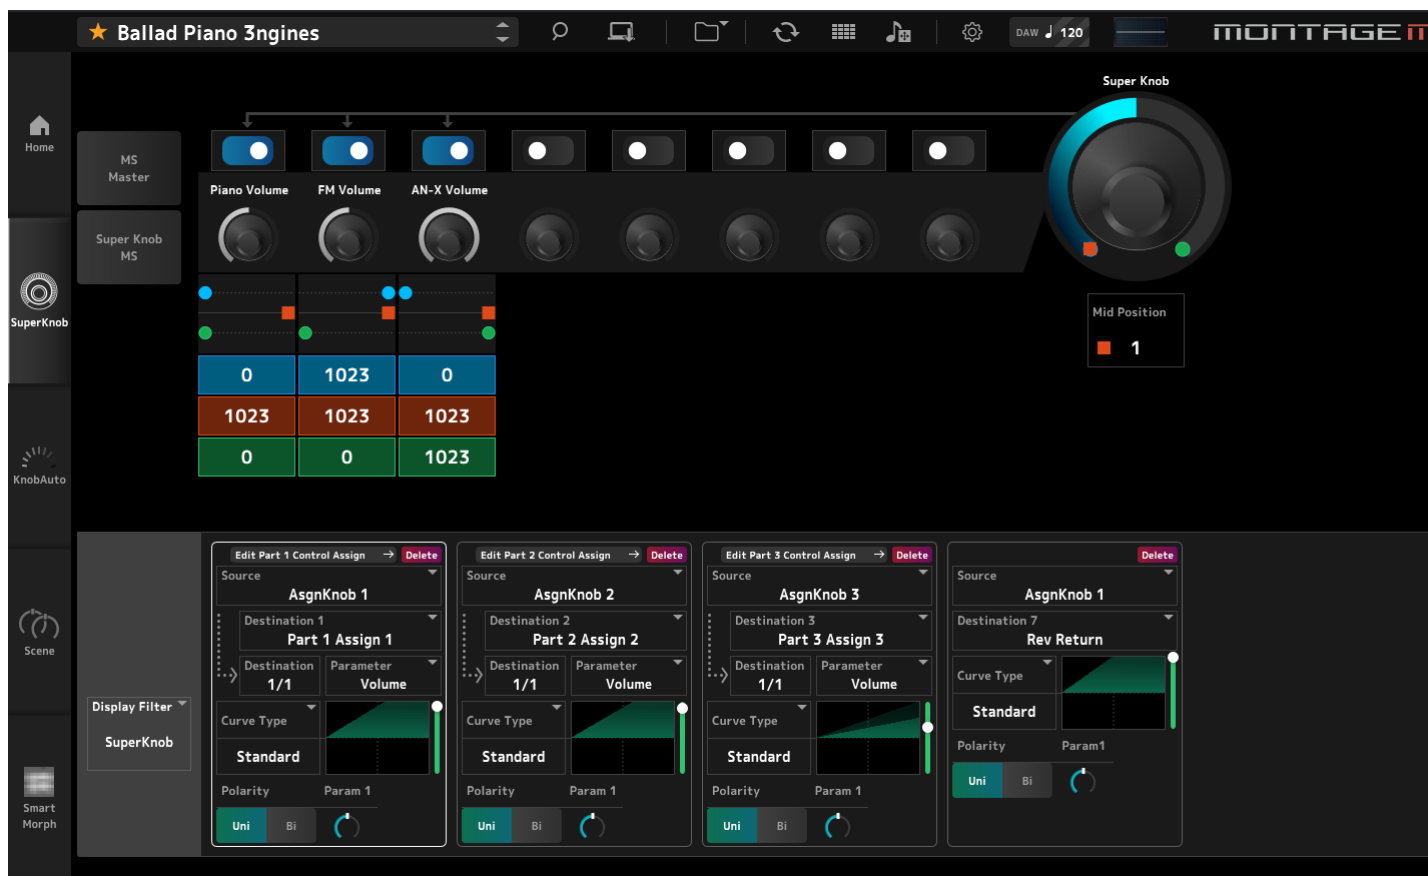 Ballad Piano 3ngines
DAW 120
MONTAGE M
Super Knob
Home
MS
Master
Super Knob
MS
SuperKnob
KnobAuto
Scene
Smart
Morph
Piano Volume FM Volume AN-X Volume
Mid Position
1
0 1023 0
1023 1023 1023
0 0 1023
Display Filter
SuperKnob
Edit Part 1 Control Assign → Delete
Source
AsgnKnob 1
Destination 1
Part 1 Assign 1
Destination Parameter
1/1 Volume
Curve Type
Standard
Polarity Param 1
Uni Bi
Edit Part 2 Control Assign → Delete
Source
AsgnKnob 2
Destination 2
Part 2 Assign 2
Destination Parameter
1/1 Volume
Curve Type
Standard
Polarity Param 1
Uni Bi
Edit Part 3 Control Assign → Delete
Source
AsgnKnob 3
Destination 3
Part 3 Assign 3
Destination Parameter
1/1 Volume
Curve Type
Standard
Polarity Param 1
Uni Bi
Delete
Source
AsgnKnob 1
Destination 7
Rev Return
Curve Type
Standard
Polarity Param1
Uni Bi